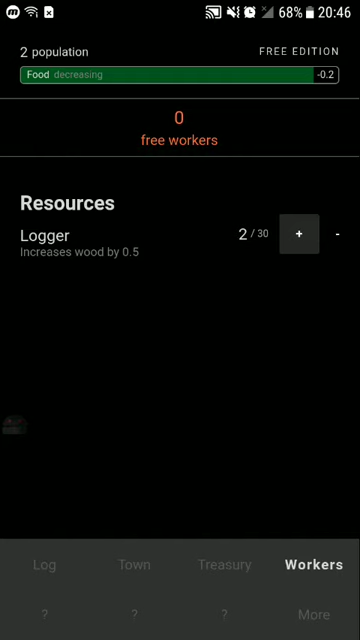 68% 20:46
2 population FREE EDITION
Food decreasing -0.2
0
free workers
Resources
Logger 2 / 30 + -
Increases wood by 0.5
Log Town Treasury Workers
? ? ? More